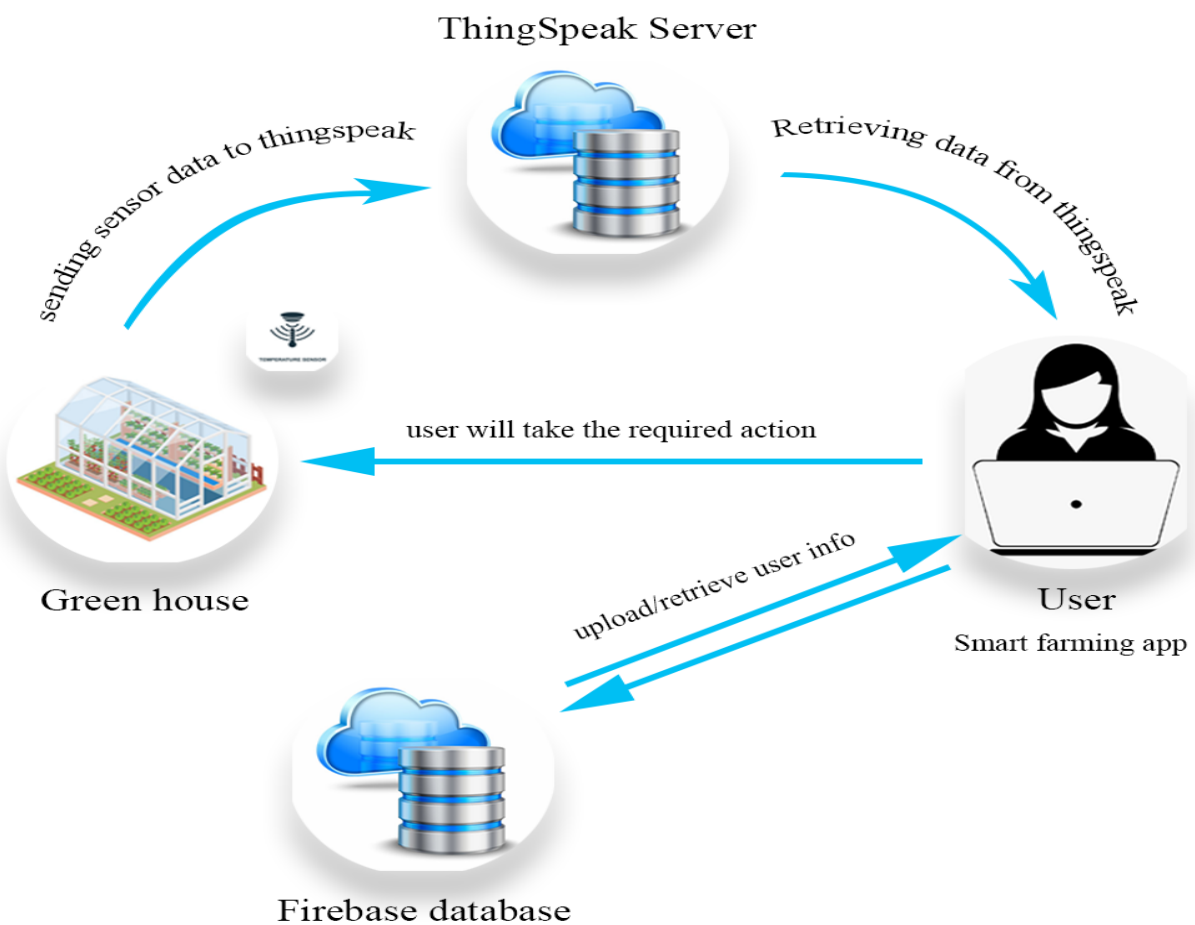 ThingSpeak Server
sending sensor data to thingspeak
Retrieving data from thingspeak
TEMPERATURE SENSOR
user will take the required action
Green house
upload/retrieve user info
User
Smart farming app
Firebase database